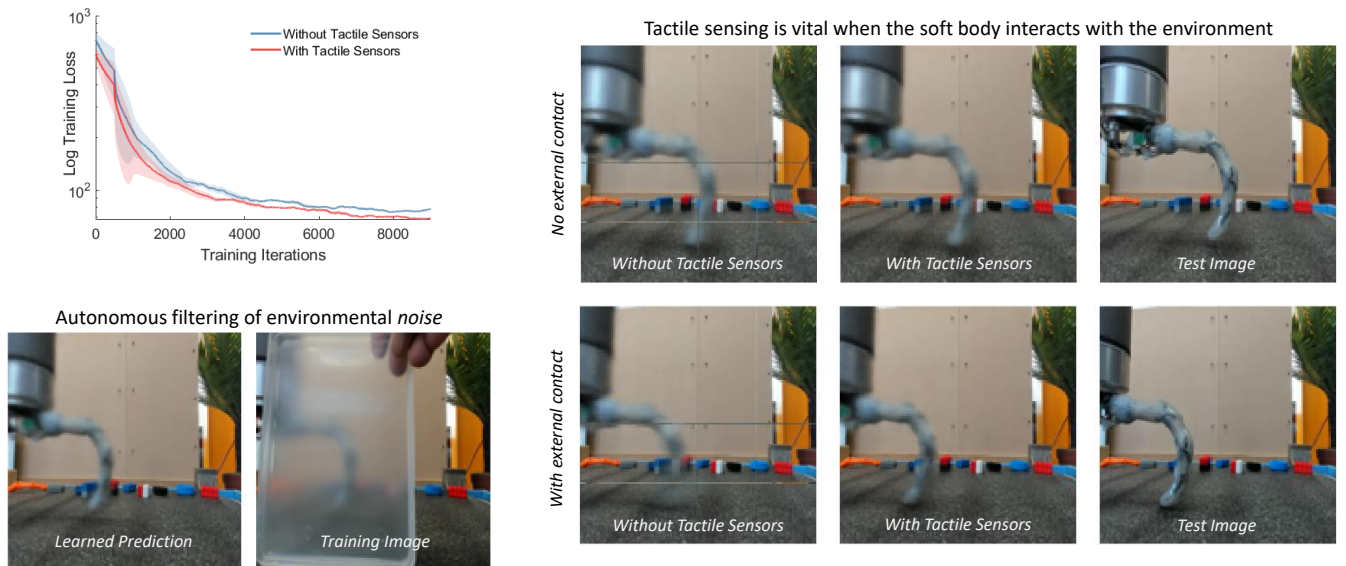 10³
Without Tactile Sensors
With Tactile Sensors
Log Training Loss
10²
0
2000
4000
6000
8000
Training Iterations
Autonomous filtering of environmental noise
Learned Prediction
Training Image
Tactile sensing is vital when the soft body interacts with the environment
No external contact
Without Tactile Sensors
With Tactile Sensors
Test Image
With external contact
Without Tactile Sensors
With Tactile Sensors
Test Image